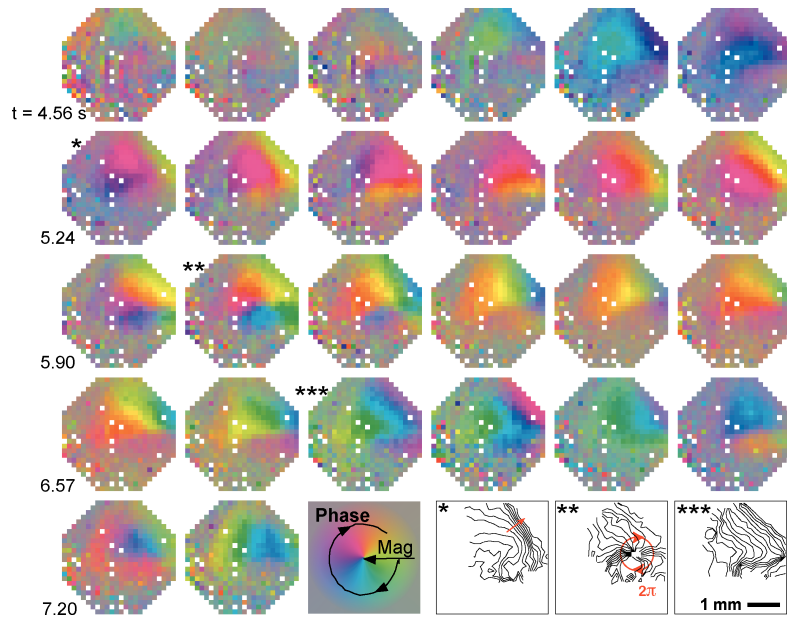 t = 4.56 s
*
5.24
**
5.90
***
6.57
Phase
Mag
*
**
***
2π
1 mm
7.20